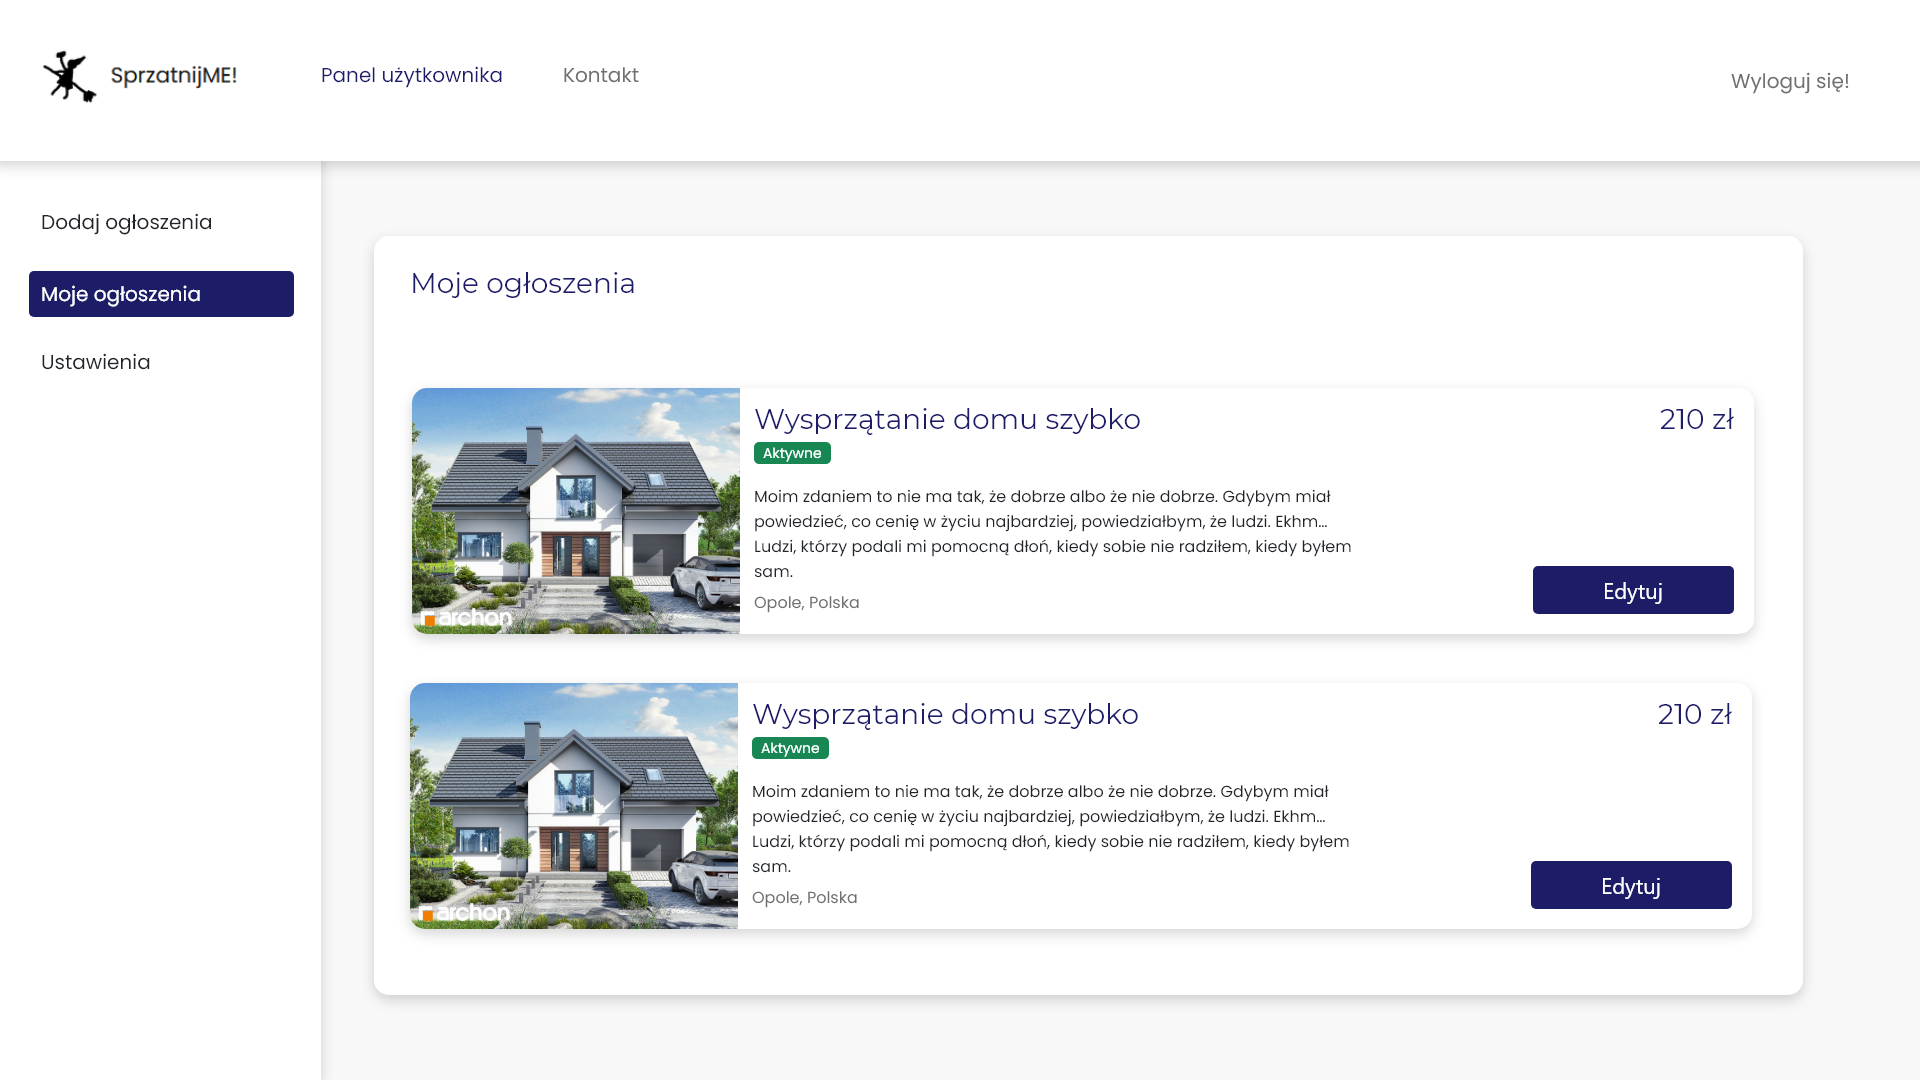 SprzatnijME!
Panel użytkownika
Kontakt
Wyloguj się!
Dodaj ogłoszenia
Moje ogłoszenia
Ustawienia
Moje ogłoszenia
Wysprzątanie domu szybko
210 zł
Aktywne
Moim zdaniem to nie ma tak, że dobrze albo że nie dobrze. Gdybym miał
powiedzieć, co cenię w życiu najbardziej, powiedziałbym, że ludzi. Ekhm...
Ludzi, którzy podali mi pomocną dłoń, kiedy sobie nie radziłem, kiedy byłem
sam.
Opole, Polska
Edytuj
archon
Wysprzątanie domu szybko
210 zł
Aktywne
Moim zdaniem to nie ma tak, że dobrze albo że nie dobrze. Gdybym miał
powiedzieć, co cenię w życiu najbardziej, powiedziałbym, że ludzi. Ekhm...
Ludzi, którzy podali mi pomocną dłoń, kiedy sobie nie radziłem, kiedy byłem
sam.
Opole, Polska
Edytuj
archon